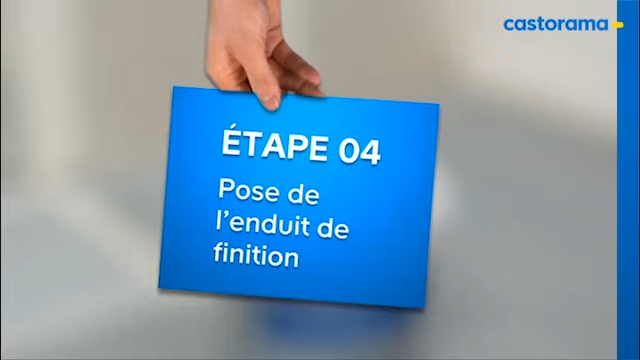 castorama
ÉTAPE 04
Pose de
l'enduit de
finition